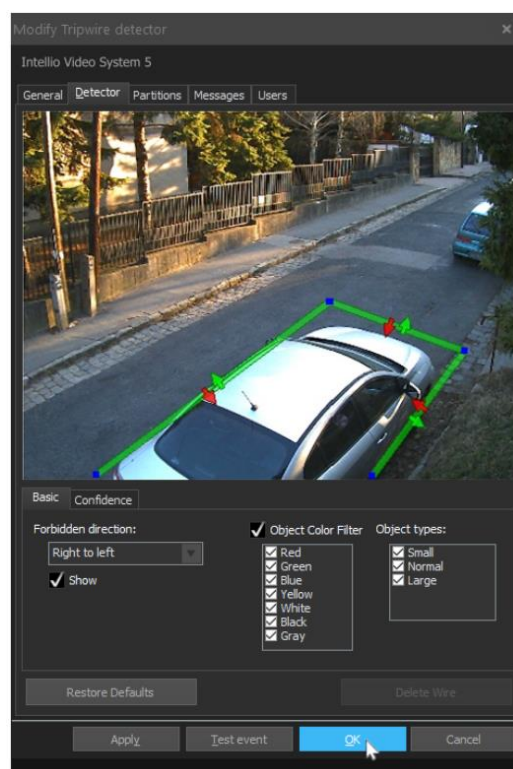 Modify Tripwire detector
Intellio Video System 5
General Detector Partitions Messages Users
Basic Confidence
Forbidden direction:
Right to left
Show
Object Color Filter
Red
Green
Blue
Yellow
White
Black
Gray
Object types:
Small
Normal
Large
Restore Defaults Delete Wire
Apply Test event OK Cancel